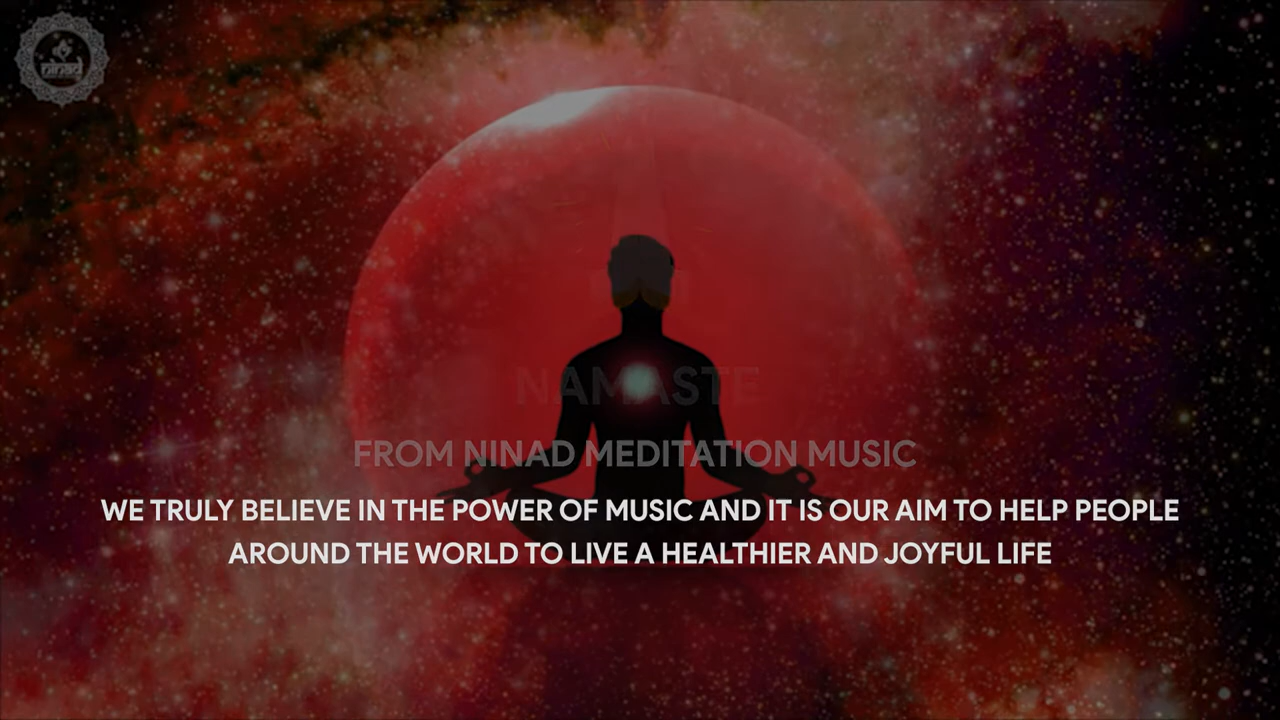 ninad
NAMASTE
FROM NINAD MEDITATION MUSIC
WE TRULY BELIEVE IN THE POWER OF MUSIC AND IT IS OUR AIM TO HELP PEOPLE
AROUND THE WORLD TO LIVE A HEALTHIER AND JOYFUL LIFE